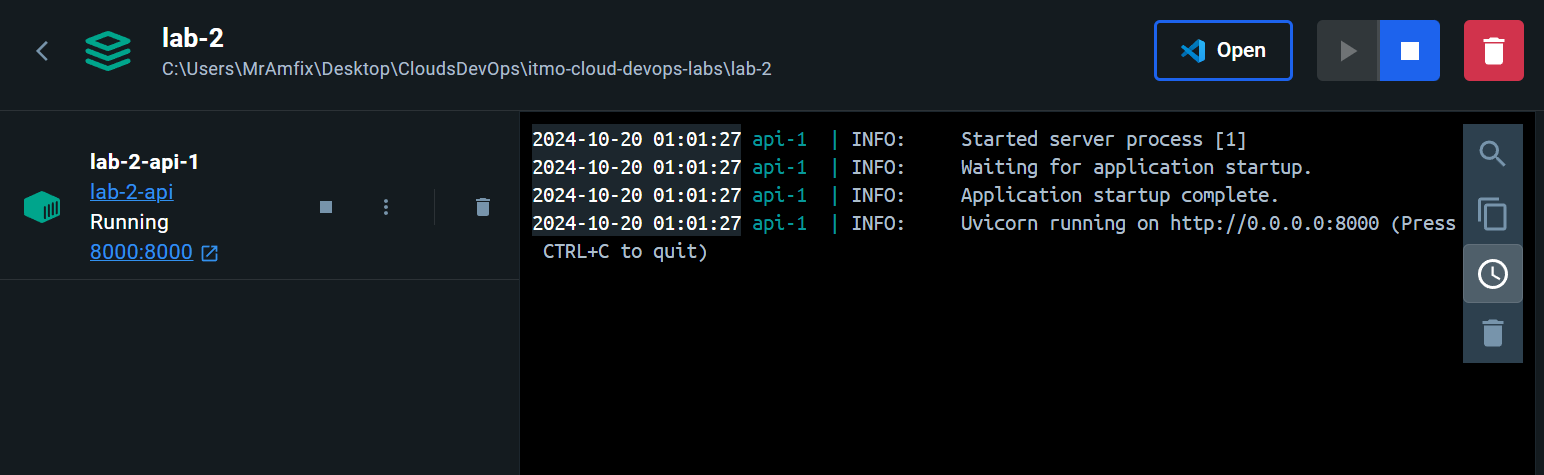 lab-2
C:\Users\MrAmfix\Desktop\CloudsDevOps\itmo-cloud-devops-labs\lab-2
Open
lab-2-api-1
lab-2-api
Running
8000:8000
2024-10-20 01:01:27 api-1 | INFO: Started server process [1]
2024-10-20 01:01:27 api-1 | INFO: Waiting for application startup.
2024-10-20 01:01:27 api-1 | INFO: Application startup complete.
2024-10-20 01:01:27 api-1 | INFO: Uvicorn running on http://0.0.0.0:8000 (Press
CTRL+C to quit)